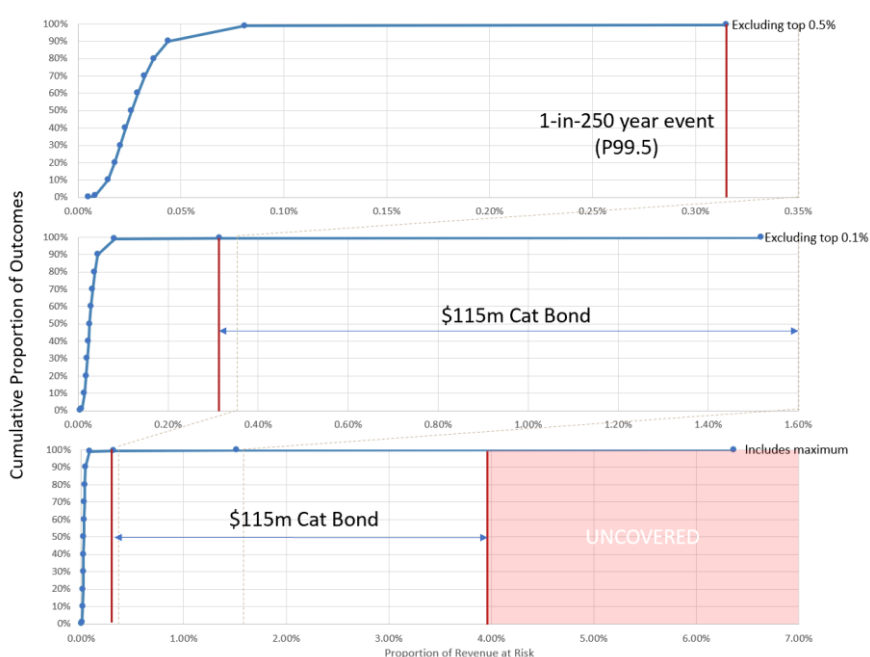 Cumulative Proportion of Outcomes
100%
90%
80%
70%
60%
50%
40%
30%
20%
10%
0%
Excluding top 0.5%
1-in-250 year event
(P99.5)
0.00% 0.05% 0.10% 0.15% 0.20% 0.25% 0.30% 0.35%
100%
90%
80%
70%
60%
50%
40%
30%
20%
10%
0%
Excluding top 0.1%
$115m Cat Bond
0.00% 0.20% 0.40% 0.60% 0.80% 1.00% 1.20% 1.40% 1.60%
100%
90%
80%
70%
60%
50%
40%
30%
20%
10%
0%
Includes maximum
$115m Cat Bond
UNCOVERED
0.00% 1.00% 2.00% 3.00% 4.00% 5.00% 6.00% 7.00%
Proportion of Revenue at Risk